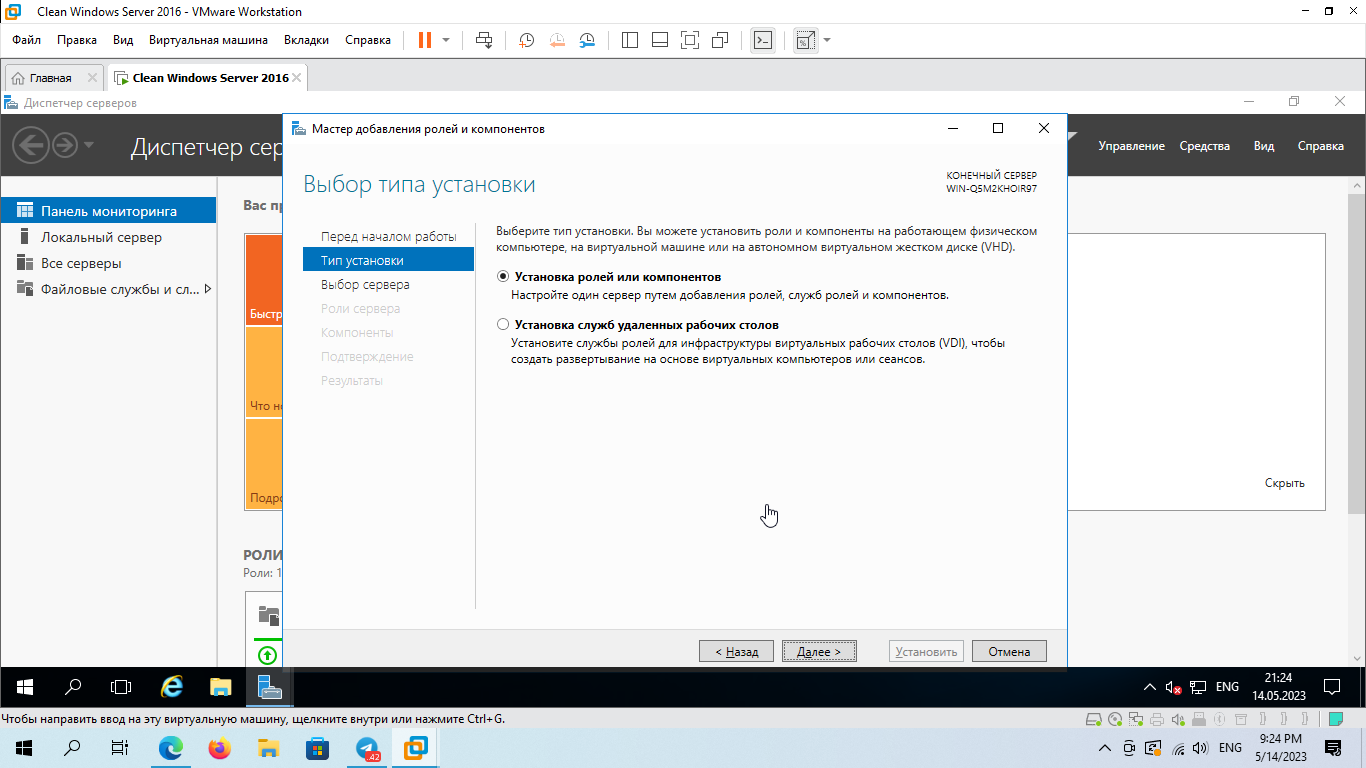 Clean Windows Server 2016 - VMware Workstation
Файл Правка Вид Виртуальная машина Вкладки Справка
Главная
Clean Windows Server 2016
Диспетчер серверов
Диспетчер сер
Управление Средства Вид Справка
Панель мониторинга
Локальный сервер
Все серверы
Файловые службы и сл...
Вас пр
Быстр
Что н
Подро
Скрыть
РОЛИ
Роли: 1
Мастер добавления ролей и компонентов
Выбор типа установки
КОНЕЧНЫЙ СЕРВЕР
WIN-Q5M2KHOIR97
Перед началом работы
Тип установки
Выбор сервера
Роли сервера
Компоненты
Подтверждение
Результаты
Выберите тип установки. Вы можете установить роли и компоненты на работающем физическом
компьютере, на виртуальной машине или на автономном виртуальном жестком диске (VHD).
Установка ролей или компонентов
Настройте один сервер путем добавления ролей, служб ролей и компонентов.
Установка служб удаленных рабочих столов
Установите службы ролей для инфраструктуры виртуальных рабочих столов (VDI), чтобы
создать развертывание на основе виртуальных компьютеров или сеансов.
< Назад Далее > Установить Отмена
ENG
21:24
14.05.2023
Чтобы направить ввод на эту виртуальную машину, щелкните внутри или нажмите Ctrl+G.
42
ENG
9:24 PM
5/14/2023